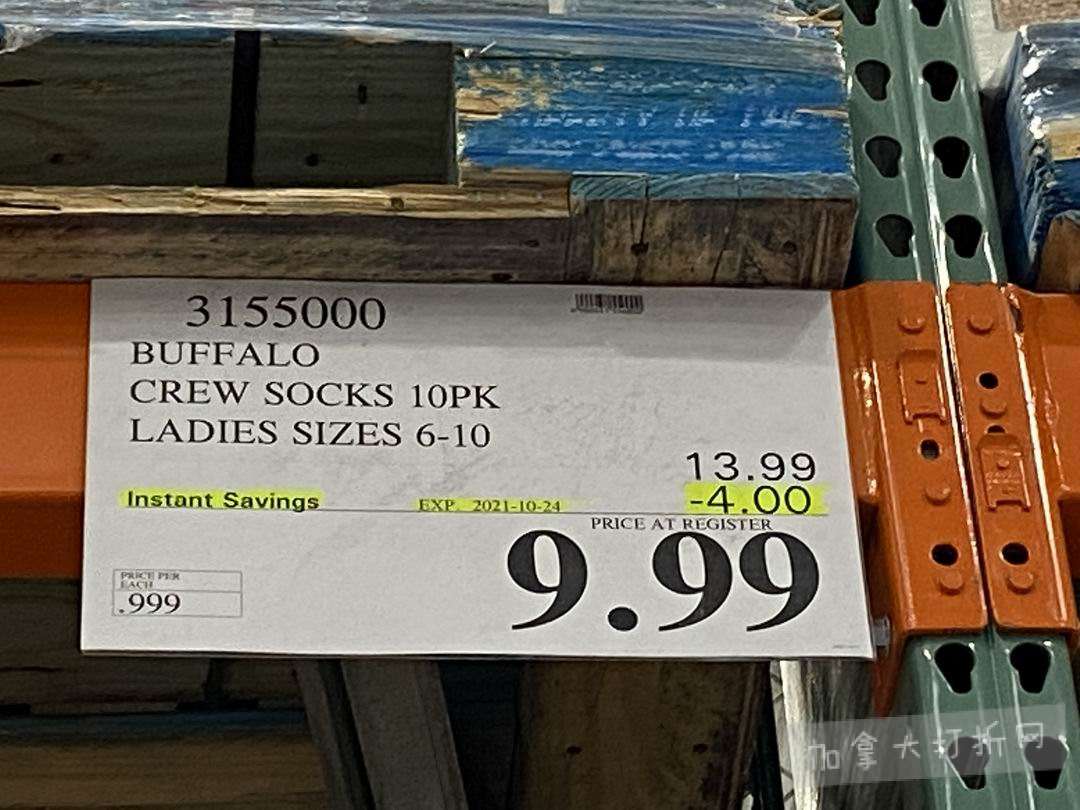 3155000
BUFFALO
CREW SOCKS 10PK
LADIES SIZES 6-10
13.99
Instant Savings EXP. 2021-10-24 -4.00
PRICE AT REGISTER
9.99
PRICE PER
EACH
.999
加拿大打折网